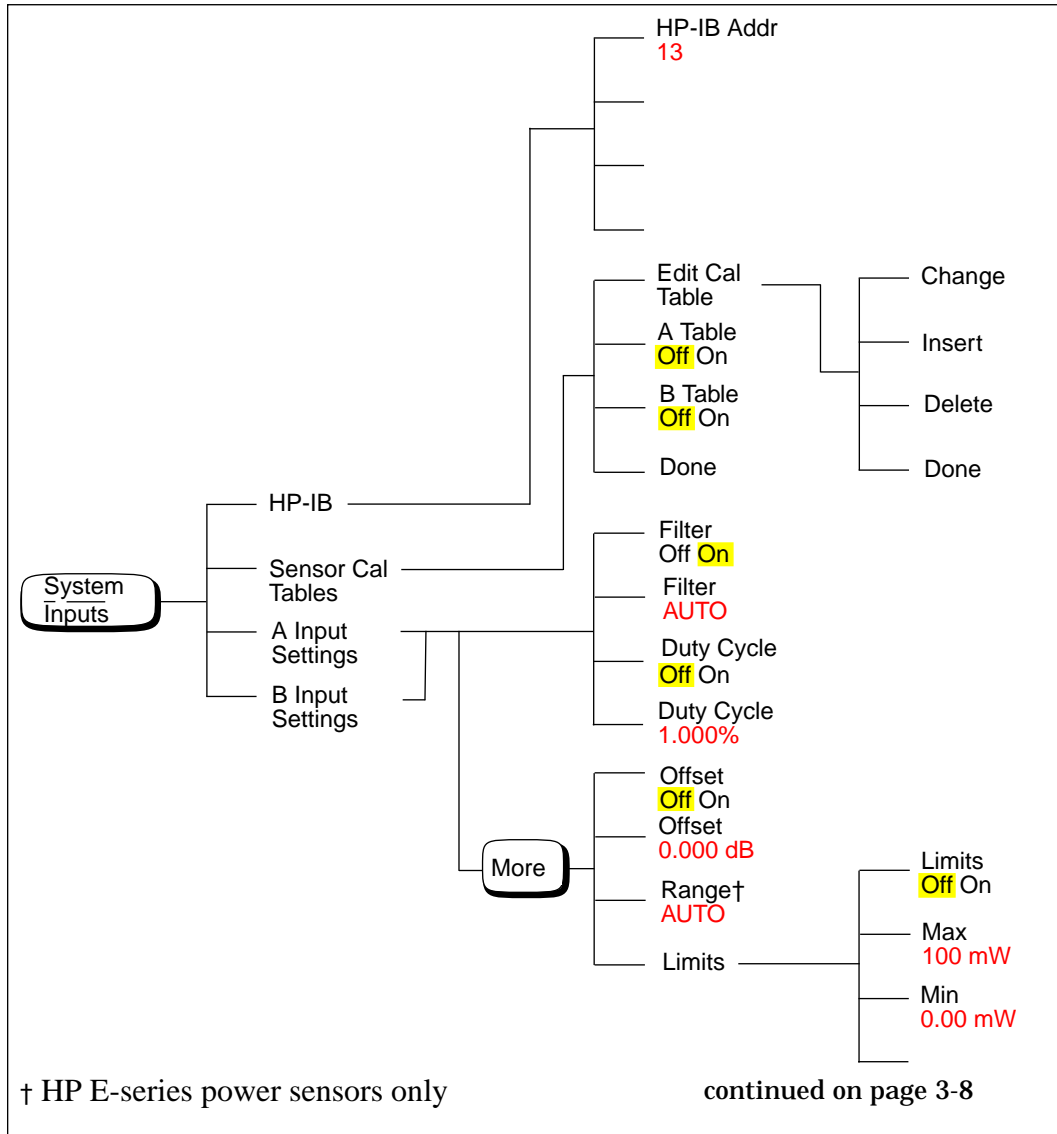 HP-IB Addr
13
Edit Cal
Table
A Table
Off On
B Table
Off On
Done
Change
Insert
Delete
Done
System
Inputs
HP-IB
Sensor Cal
Tables
A Input
Settings
B Input
Settings
Filter
Off On
Filter
AUTO
Duty Cycle
Off On
Duty Cycle
1.000%
More
Offset
Off On
Offset
0.000 dB
Range†
AUTO
Limits
Limits
Off On
Max
100 mW
Min
0.00 mW
† HP E-series power sensors only
continued on page 3-8